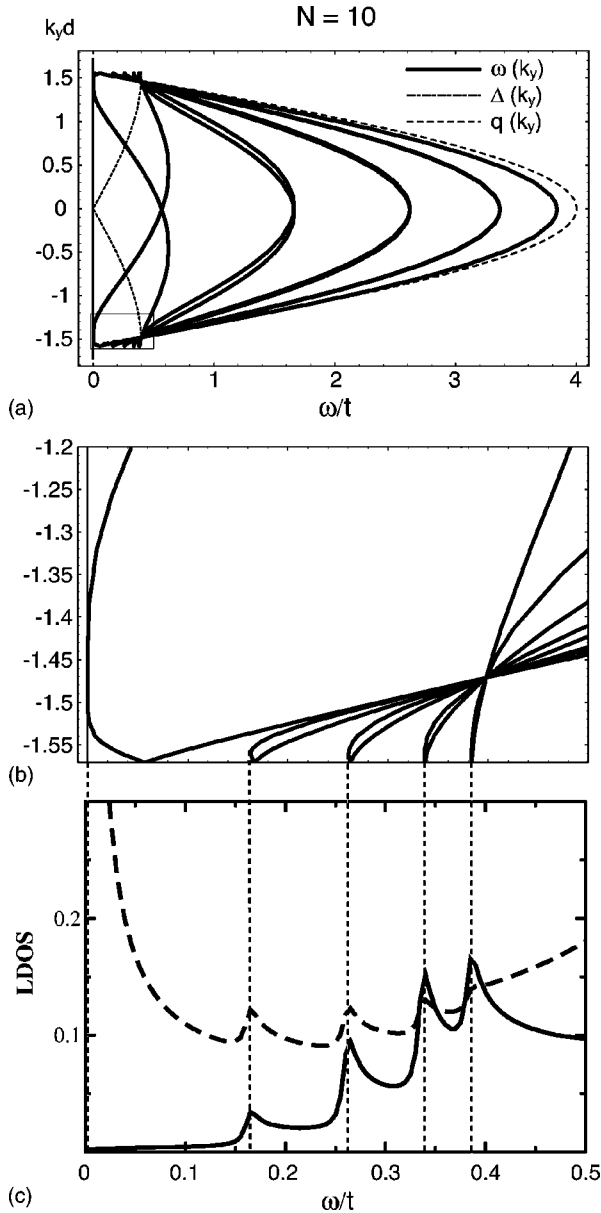 N = 10
k_y d
1.5
1
0.5
0
-0.5
-1
-1.5
ω (k_y)
Δ (k_y)
q (k_y)
0 1 2 3 4
(a)
ω/t
-1.2
-1.25
-1.3
-1.35
-1.4
-1.45
-1.5
-1.55
(b)
LDOS
0.2
0.1
0 0.1 0.2 0.3 0.4 0.5
(c)
ω/t